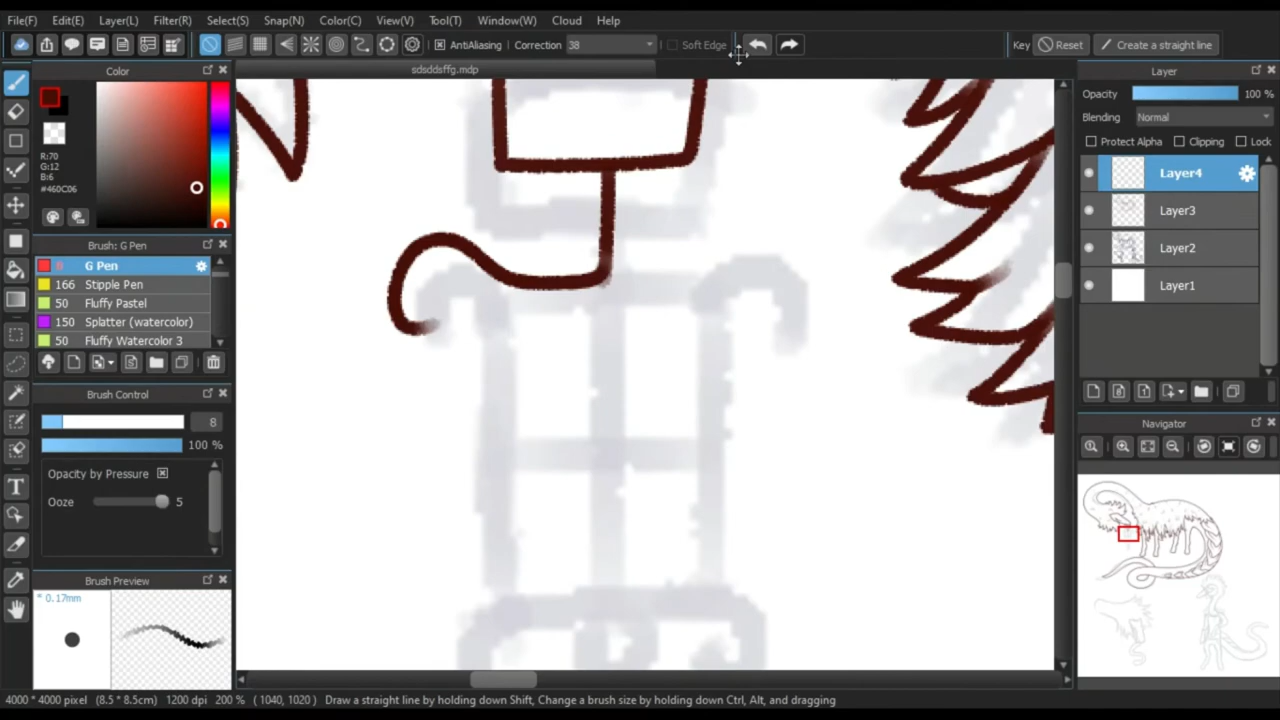 File(F) Edit(E) Layer(L) Filter(R) Select(S) Snap(N) Color(C) View(V) Tool(T) Window(W) Cloud Help
AntiAliasing Correction 38 Soft Edge Key Reset Create a straight line
Color
sdsddsffg.mdp
R:70
G:12
B:6
#460C06
Brush: G Pen
8 G Pen
166 Stipple Pen
50 Fluffy Pastel
150 Splatter (watercolor)
50 Fluffy Watercolor 3
Brush Control
8
100 %
Opacity by Pressure
Ooze 5
Brush Preview
* 0.17mm
Layer
Opacity 100 %
Blending Normal
Protect Alpha Clipping Lock
Layer4
Layer3
Layer2
Layer1
Navigator
4000 * 4000 pixel (8.5 * 8.5cm) 1200 dpi 200 % ( 1040, 1020 ) Draw a straight line by holding down Shift, Change a brush size by holding down Ctrl, Alt, and dragging